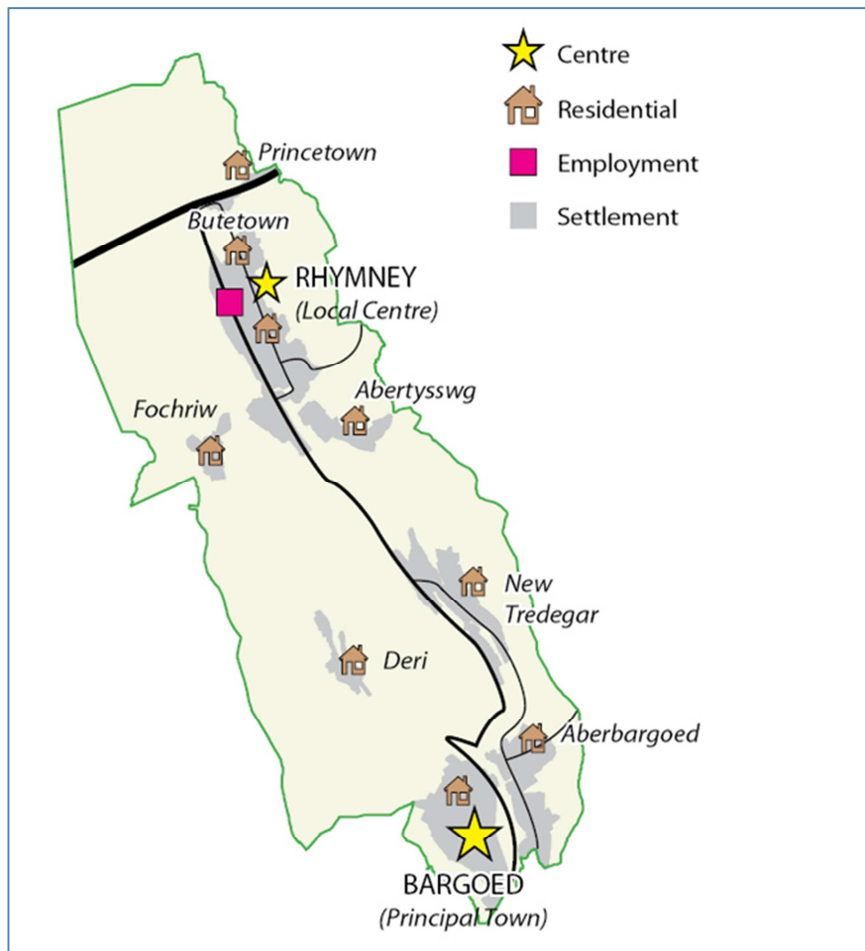 Centre
Residential
Employment
Settlement
Princetown
Butetown
RHYMNEY
(Local Centre)
Abertysswg
Fochriw
New
Tredegar
Deri
Aberbargoed
BARGOED
(Principal Town)